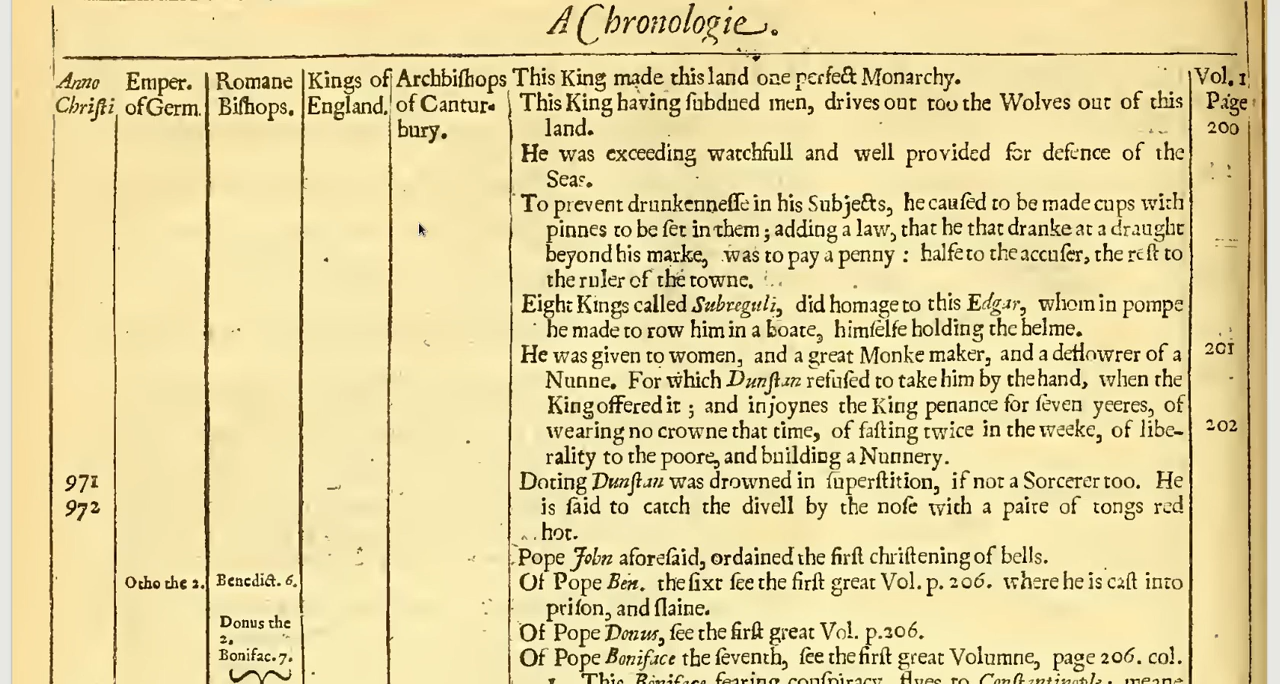 A Chronologie.
Anno Christi
Emper. of Germ.
Romane Bishops.
Kings of England.
Archbishops of Cantur-bury.
Vol. 1
Page
This King made this land one perfect Monarchy.
This King having ſubdued men, drives out too the Wolves out of this
land.
200
He was exceeding watchfull and well provided for defence of the
Seas.
To prevent drunkenneſſe in his Subjects, he cauſed to be made cups with
pinnes to be ſet in them; adding a law, that he that dranke at a draught
beyond his marke, was to pay a penny : halfe to the accuſer, the reſt to
the ruler of the towne.
Eight Kings called Subreguli, did homage to this Edgar, whom in pompe
he made to row him in a boate, himſelfe holding the helme.
He was given to women, and a great Monke maker, and a deflowrer of a
201
Nunne. For which Dunſtan refuſed to take him by the hand, when the
King offered it ; and injoynes the King penance for ſeven yeeres, of
wearing no crowne that time, of faſting twice in the weeke, of libe-
202
rality to the poore, and building a Nunnery.
971
Doting Dunſtan was drowned in ſuperſtition, if not a Sorcerer too. He
972
is ſaid to catch the divell by the noſe with a paire of tongs red
hot.
Pope John aforeſaid, ordained the firſt chriſtening of bells.
Otho the 2.
Benedict. 6.
Of Pope Ben. the ſixt ſee the firſt great Vol. p. 206. where he is caſt into
priſon, and ſlaine.
Donus the
2.
Of Pope Donus, ſee the firſt great Vol. p.206.
Bonifac. 7.
Of Pope Boniface the ſeventh, ſee the firſt great Volumne, page 206. col.
1. This Boniface fearing conſpiracy, flyes to Conſtantinople: meane